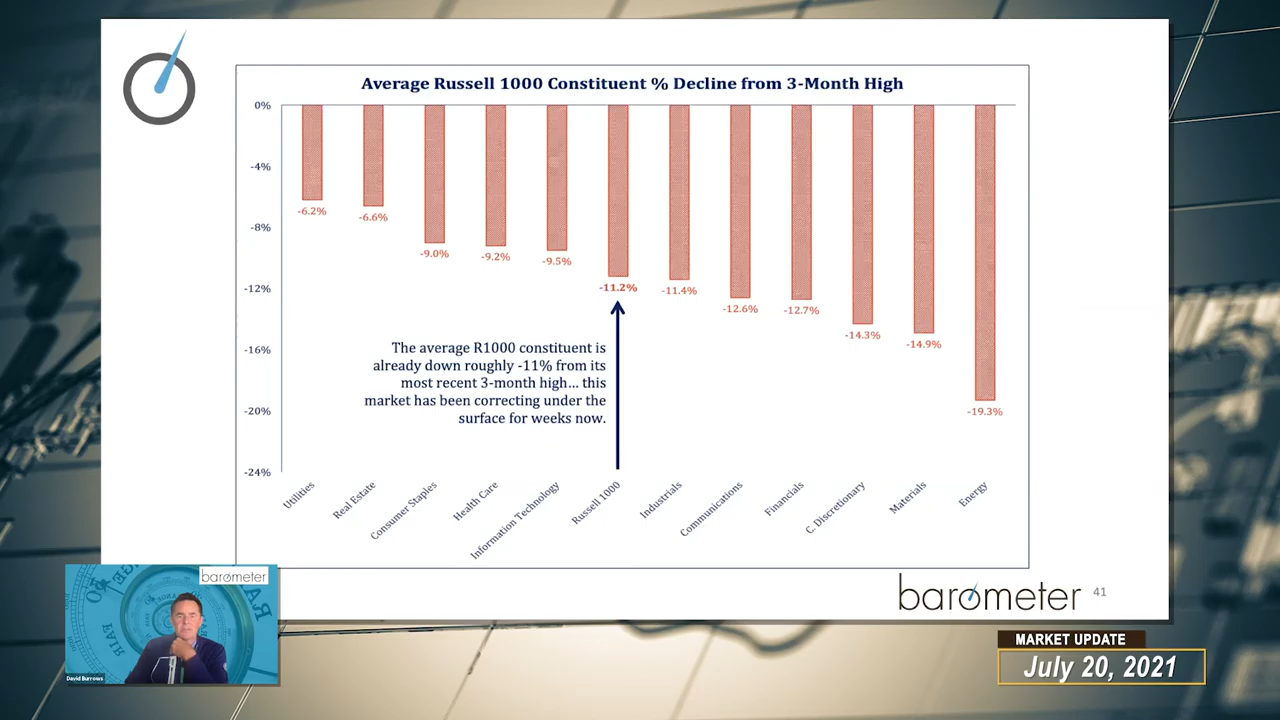 Average Russell 1000 Constituent % Decline from 3-Month High
0%
-4%
-8%
-12%
-16%
-20%
-24%
-6.2%
-6.6%
-9.0%
-9.2%
-9.5%
-11.2%
-11.4%
-12.6%
-12.7%
-14.3%
-14.9%
-19.3%
The average R1000 constituent is
already down roughly -11% from its
most recent 3-month high... this
market has been correcting under the
surface for weeks now.
Utilities
Real Estate
Consumer Staples
Health Care
Information Technology
Russell 1000
Industrials
Communications
Financials
C. Discretionary
Materials
Energy
barometer
41
barometer
FAIR
David Burrows
MARKET UPDATE
July 20, 2021